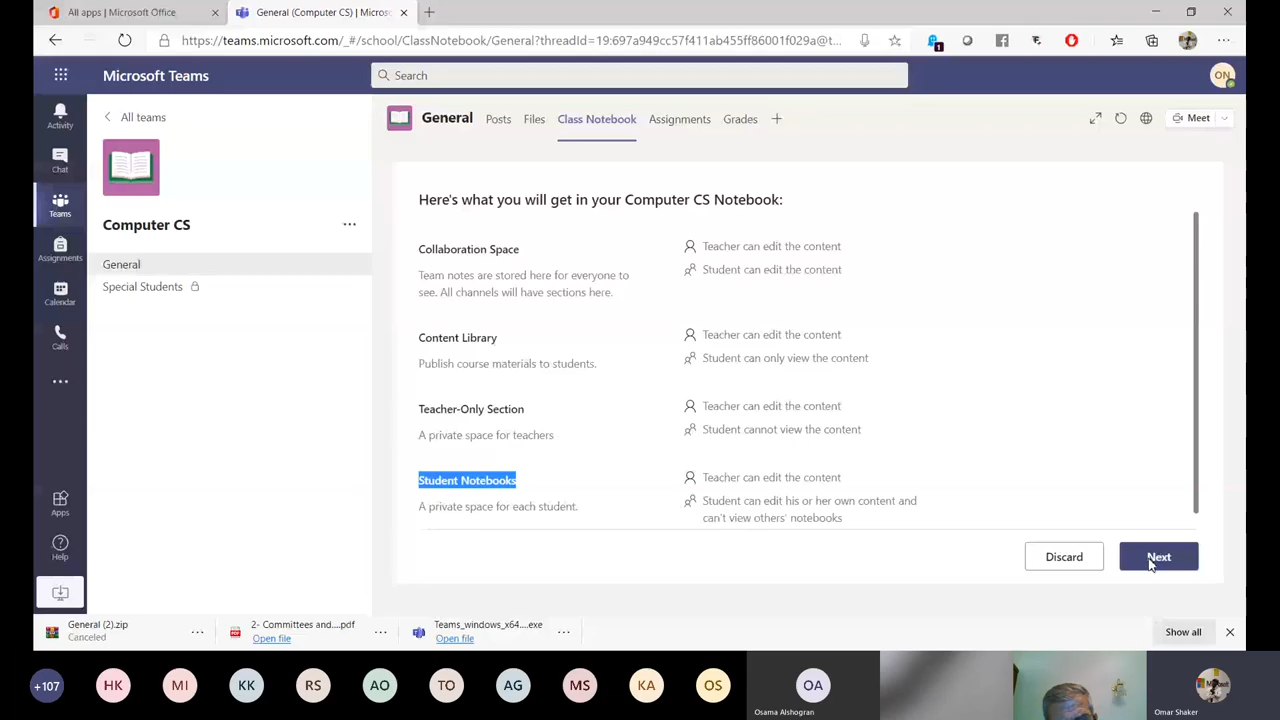 All apps | Microsoft Office
General (Computer CS) | Micros
https://teams.microsoft.com/_#/school/ClassNotebook/General?threadId=19:697a949cc57f411ab455ff86001f029a@t...
1
Microsoft Teams
Search
ON
Activity
Chat
Teams
Assignments
Calendar
Calls
Apps
Help
All teams
Computer CS
General
Special Students
General
Posts
Files
Class Notebook
Assignments
Grades
Meet
Here's what you will get in your Computer CS Notebook:
Collaboration Space
Team notes are stored here for everyone to
see. All channels will have sections here.
Teacher can edit the content
Student can edit the content
Content Library
Publish course materials to students.
Teacher can edit the content
Student can only view the content
Teacher-Only Section
A private space for teachers
Teacher can edit the content
Student cannot view the content
Student Notebooks
A private space for each student.
Teacher can edit the content
Student can edit his or her own content and
can't view others' notebooks
Discard
Next
General (2).zip
Canceled
2- Committees and....pdf
Open file
Teams_windows_x64....exe
Open file
Show all
+107
HK
MI
KK
RS
AO
TO
AG
MS
KA
OS
OA
Osama Alshogran
Omar Shaker